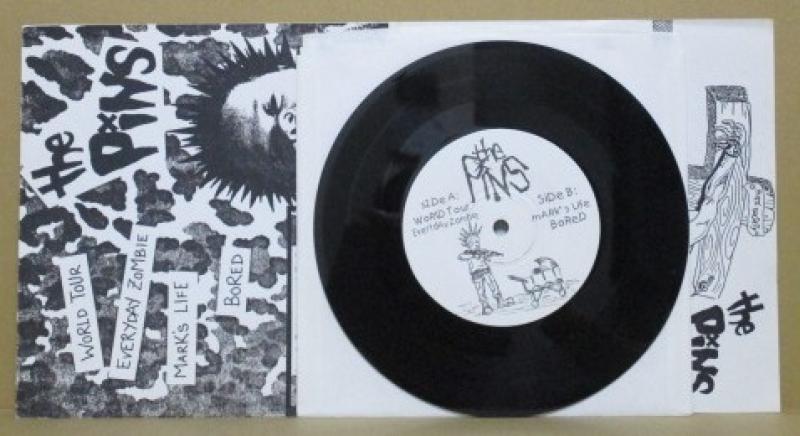 the
PiNS
WORLD TOUR
EVERYDAY ZOMBIE
MARK'S LIFE
BORED
the
PiNS
SiDe A:
WoRlD Tour
EveRYdAy Zombie
SiDe B:
mARK's Life
BoReD
the
PiNS